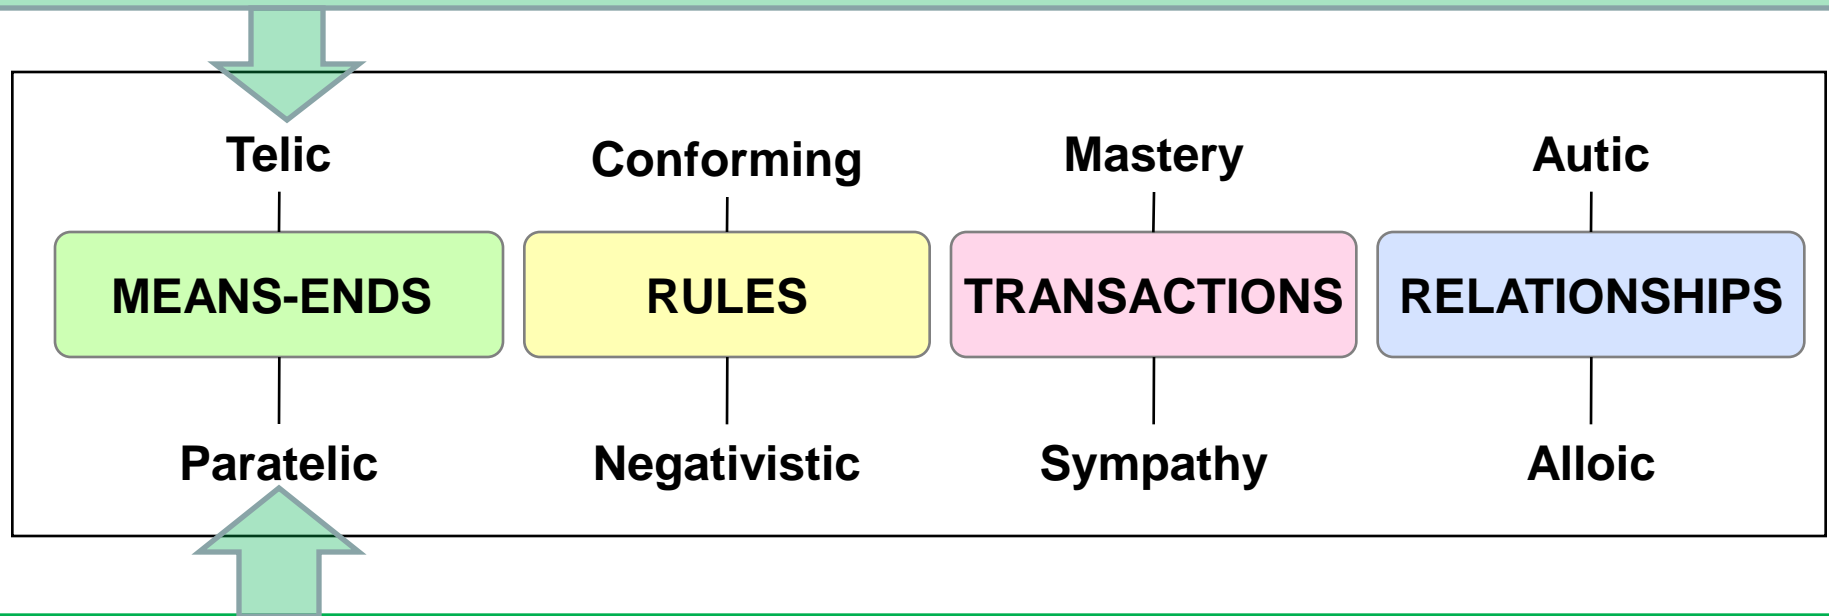 Telic
Conforming
Mastery
Autic
MEANS-ENDS
RULES
TRANSACTIONS
RELATIONSHIPS
Paratelic
Negativistic
Sympathy
Alloic